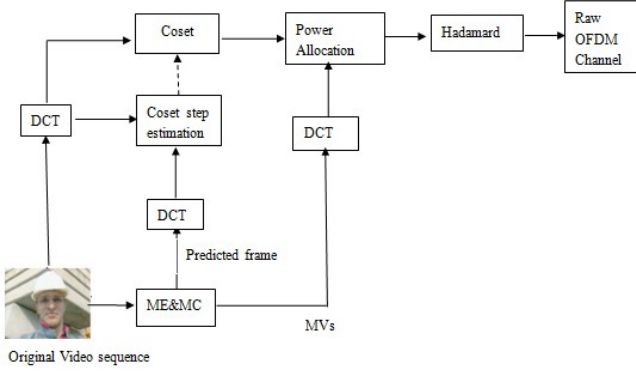 Coset
Power
Allocation
Hadamard
Raw
OFDM
Channel
DCT
Coset step
estimation
DCT
DCT
Predicted frame
ME&MC
MVs
Original Video sequence